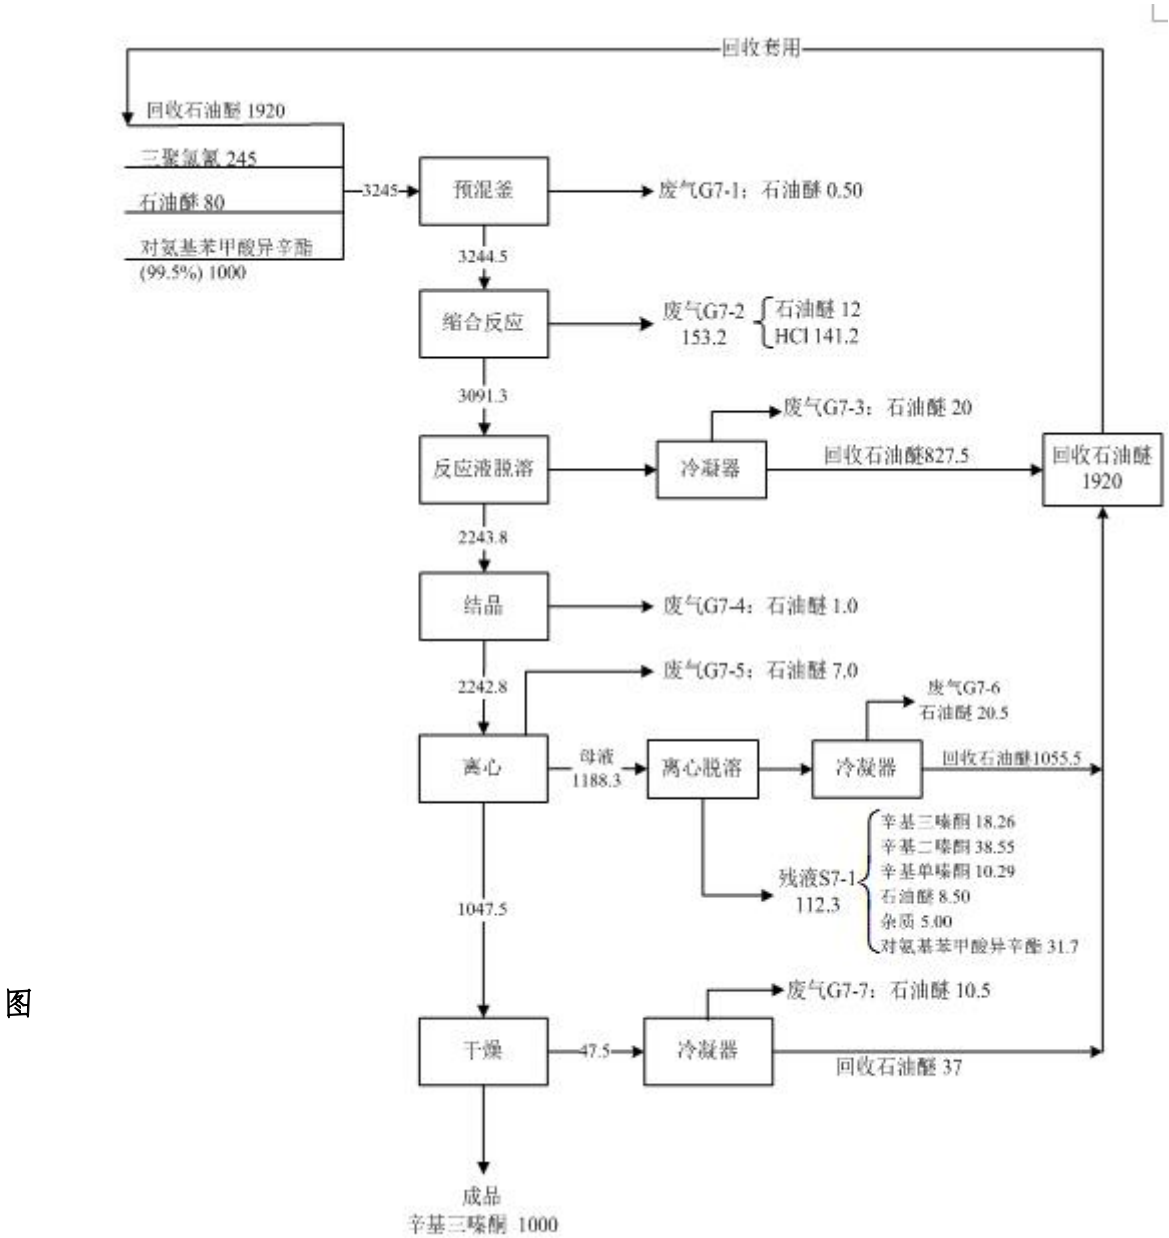 回收套用
回收石油醚 1920
三聚氯氰 245
石油醚 80
对氨基苯甲酸异辛酯
(99.5%) 1000
3245
预混釜
废气G7-1：石油醚 0.50
3244.5
缩合反应
废气G7-2
153.2
石油醚 12
HCl 141.2
3091.3
反应液脱溶
冷凝器
废气G7-3：石油醚 20
回收石油醚827.5
回收石油醚
1920
2243.8
结晶
废气G7-4：石油醚 1.0
2242.8
废气G7-5：石油醚 7.0
离心
母液
1188.3
离心脱溶
冷凝器
废气G7-6
石油醚 20.5
回收石油醚1055.5
残液S7-1
112.3
辛基三嗪酮 18.26
辛基二嗪酮 38.55
辛基单嗪酮 10.29
石油醚 8.50
杂质 5.00
对氨基苯甲酸异辛酯 31.7
1047.5
图
干燥
47.5
冷凝器
废气G7-7：石油醚 10.5
回收石油醚 37
成品
辛基三嗪酮 1000